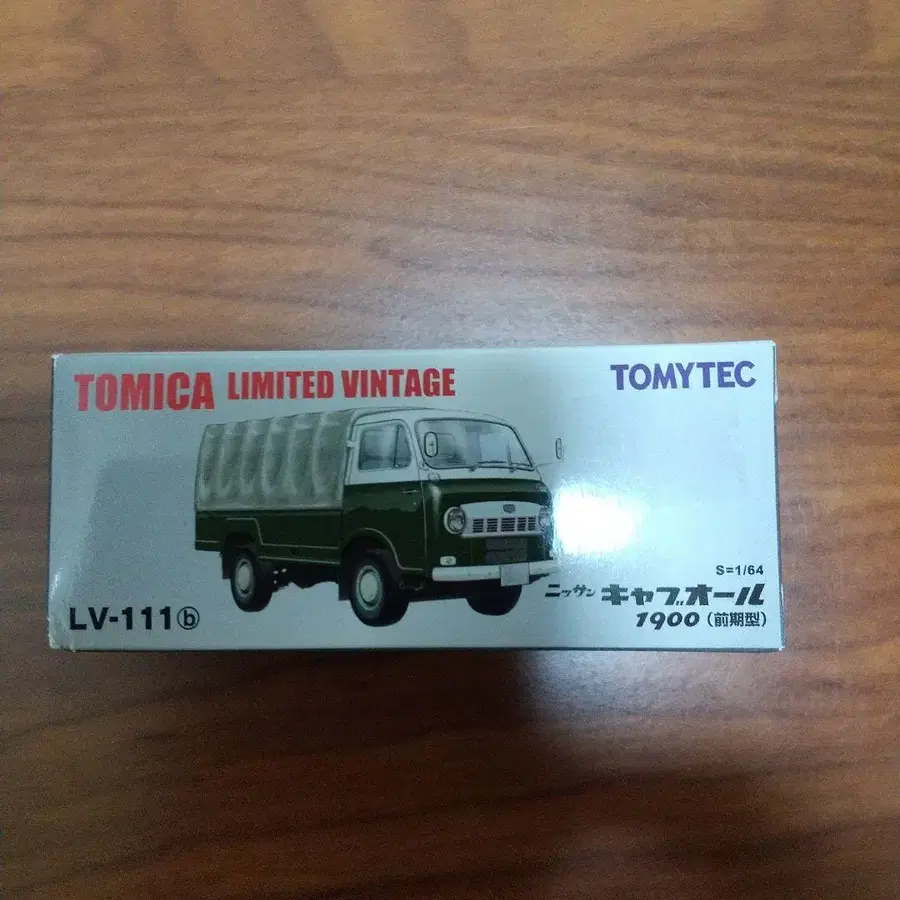 TOMICA LIMITED VINTAGE
TOMYTEC
S=1/64
ニッサン キャブオール
1900 (前期型)
LV-111ⓑ